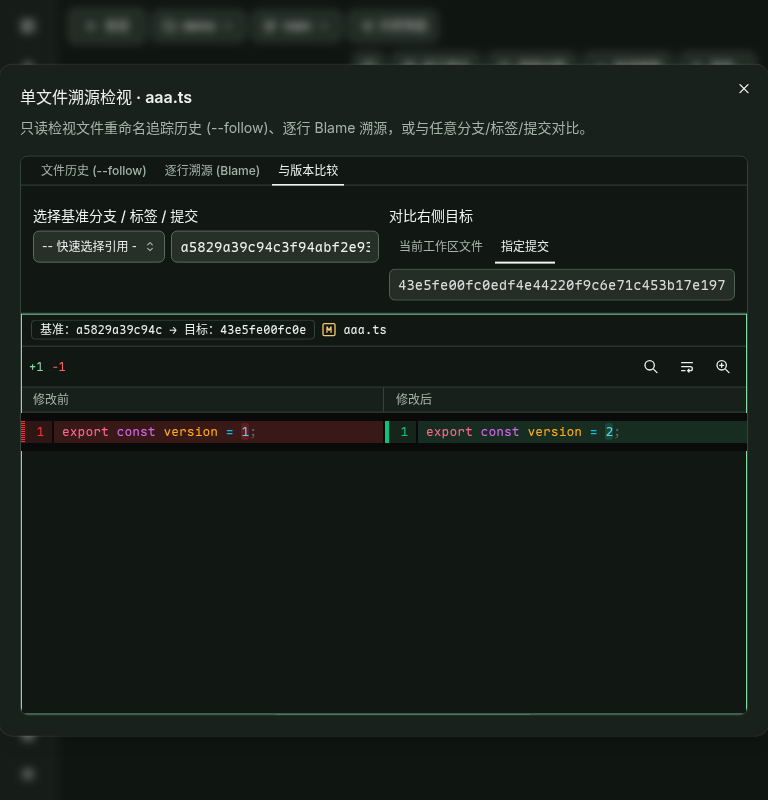 单文件溯源检视 · aaa.ts
只读检视文件重命名追踪历史 (--follow)、逐行 Blame 溯源，或与任意分支/标签/提交对比。
文件历史 (--follow) 逐行溯源 (Blame) 与版本比较
选择基准分支 / 标签 / 提交
-- 快速选择引用 - a5829a39c94c3f94abf2e93
对比右侧目标
当前工作区文件 指定提交
43e5fe00fc0edf4e44220f9c6e71c453b17e197
基准: a5829a39c94c → 目标: 43e5fe00fc0e M aaa.ts
+1 -1
修改前 修改后
1 export const version = 1; 1 export const version = 2;